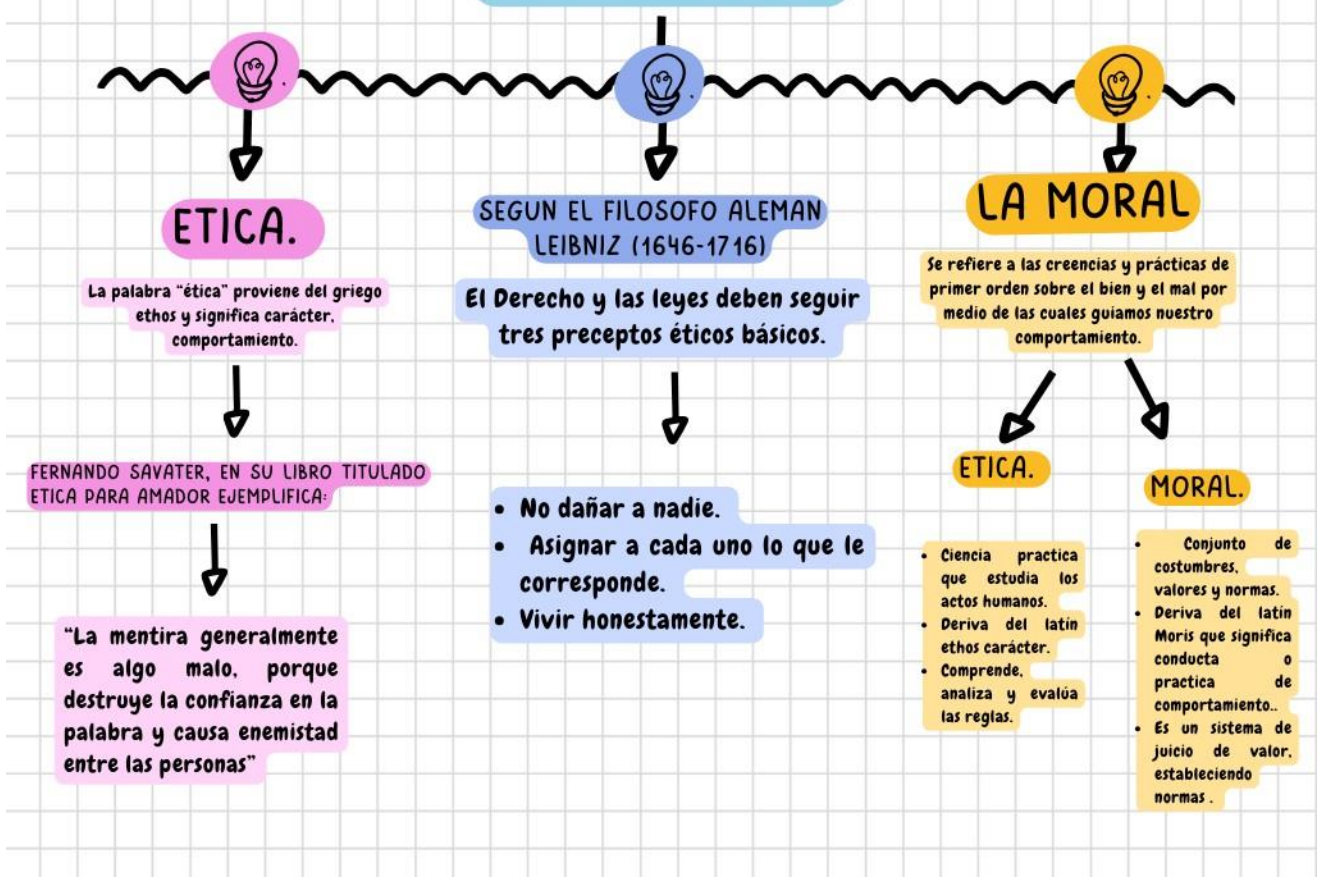 ETICA.
La palabra “ética” proviene del griego
ethos y significa carácter,
comportamiento.
FERNANDO SAVATER, EN SU LIBRO TITULADO
ETICA PARA AMADOR EJEMPLIFICA:
“La mentira generalmente
es algo malo, porque
destruye la confianza en la
palabra y causa enemistad
entre las personas”
SEGUN EL FILOSOFO ALEMAN
LEIBNIZ (1646-1716)
El Derecho y las leyes deben seguir
tres preceptos éticos básicos.
• No dañar a nadie.
• Asignar a cada uno lo que le
corresponde.
• Vivir honestamente.
LA MORAL
Se refiere a las creencias y prácticas de
primer orden sobre el bien y el mal por
medio de las cuales guiamos nuestro
comportamiento.
ETICA.
• Ciencia practica
que estudia los
actos humanos.
• Deriva del latín
ethos carácter.
• Comprende,
analiza y evalúa
las reglas.
MORAL.
• Conjunto de
costumbres,
valores y normas.
• Deriva del latín
Moris que significa
conducta o
practica de
comportamiento..
• Es un sistema de
juicio de valor,
estableciendo
normas .